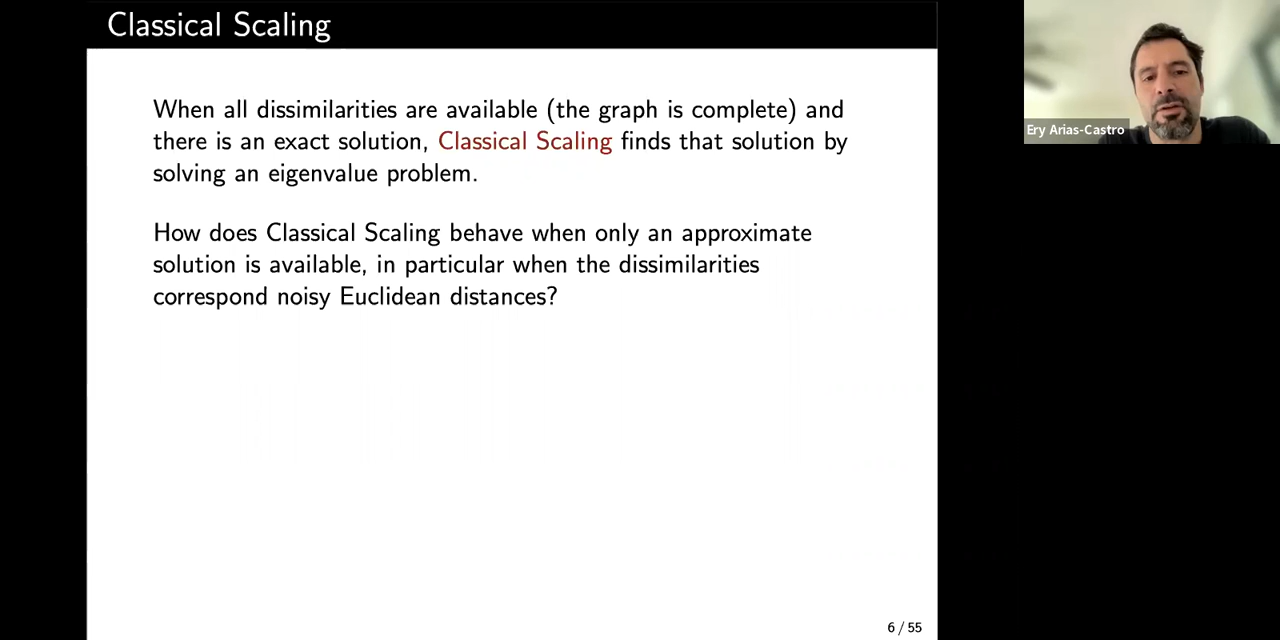 Classical Scaling
When all dissimilarities are available (the graph is complete) and
there is an exact solution, Classical Scaling finds that solution by
solving an eigenvalue problem.
How does Classical Scaling behave when only an approximate
solution is available, in particular when the dissimilarities
correspond noisy Euclidean distances?
6 / 55
Ery Arias-Castro